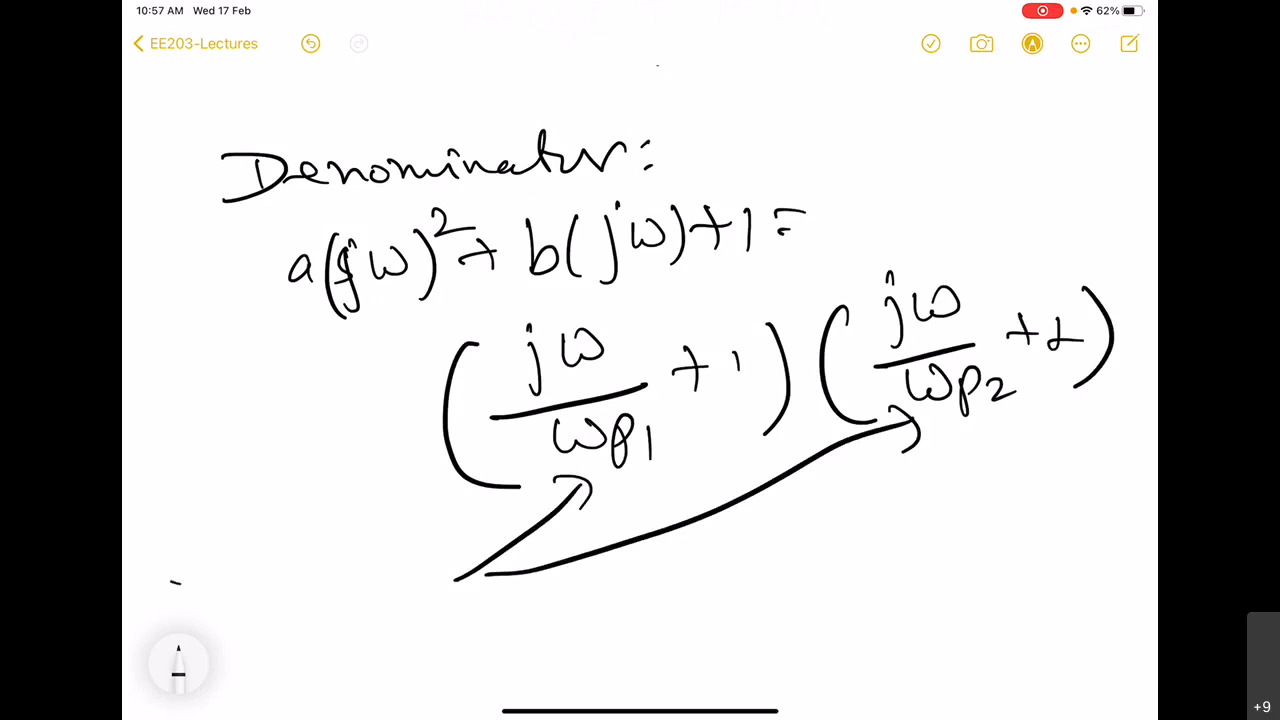 10:57 AM Wed 17 Feb
62%
EE203-Lectures
Denominator:
a(jω)² + b(jω) + 1 =
(jω/ωp1 + 1) (jω/ωp2 + 1)
+9